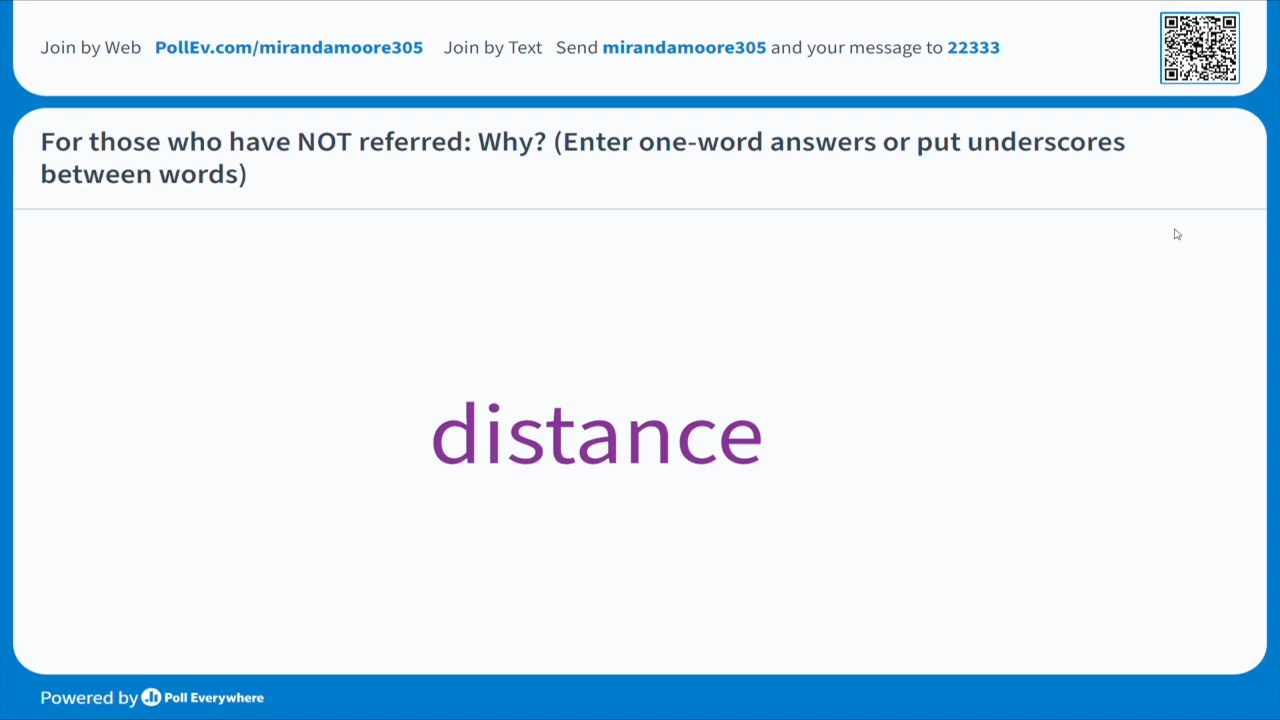 Join by Web PollEv.com/mirandamoore305 Join by Text Send mirandamoore305 and your message to 22333
For those who have NOT referred: Why? (Enter one-word answers or put underscores
between words)
distance
Powered by Poll Everywhere